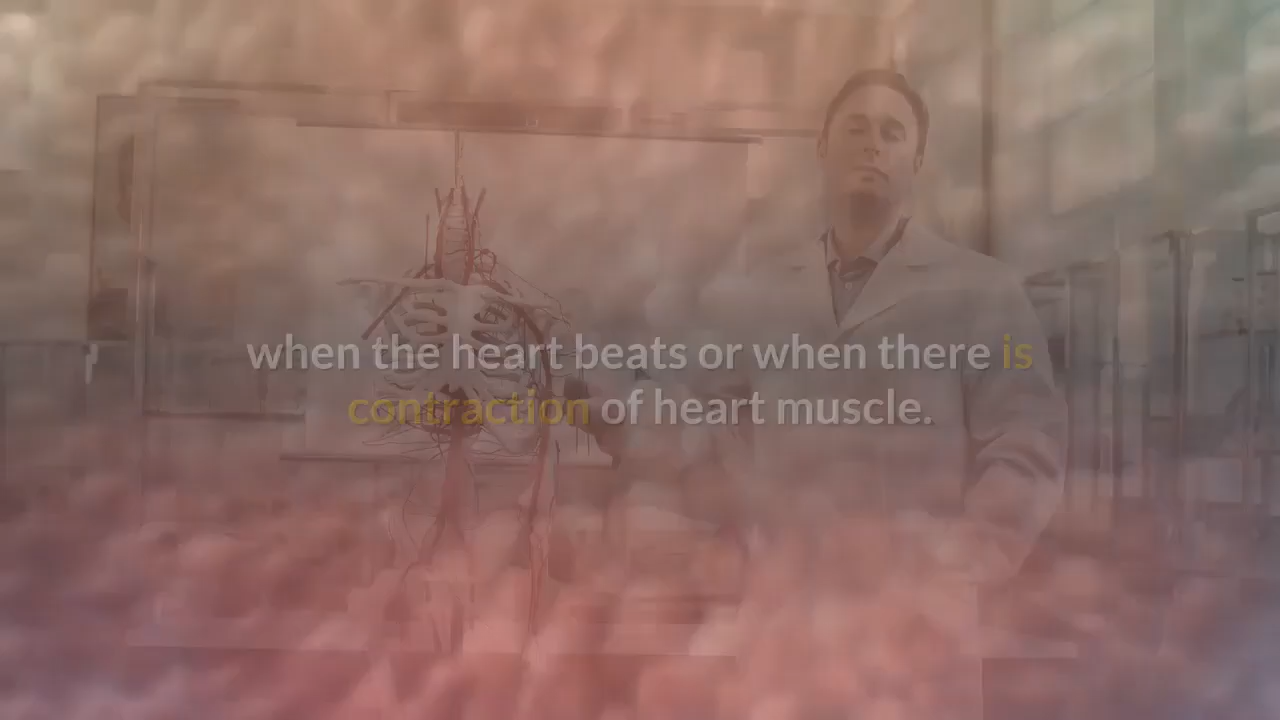 when the heart beats or when there is
contraction of heart muscle.